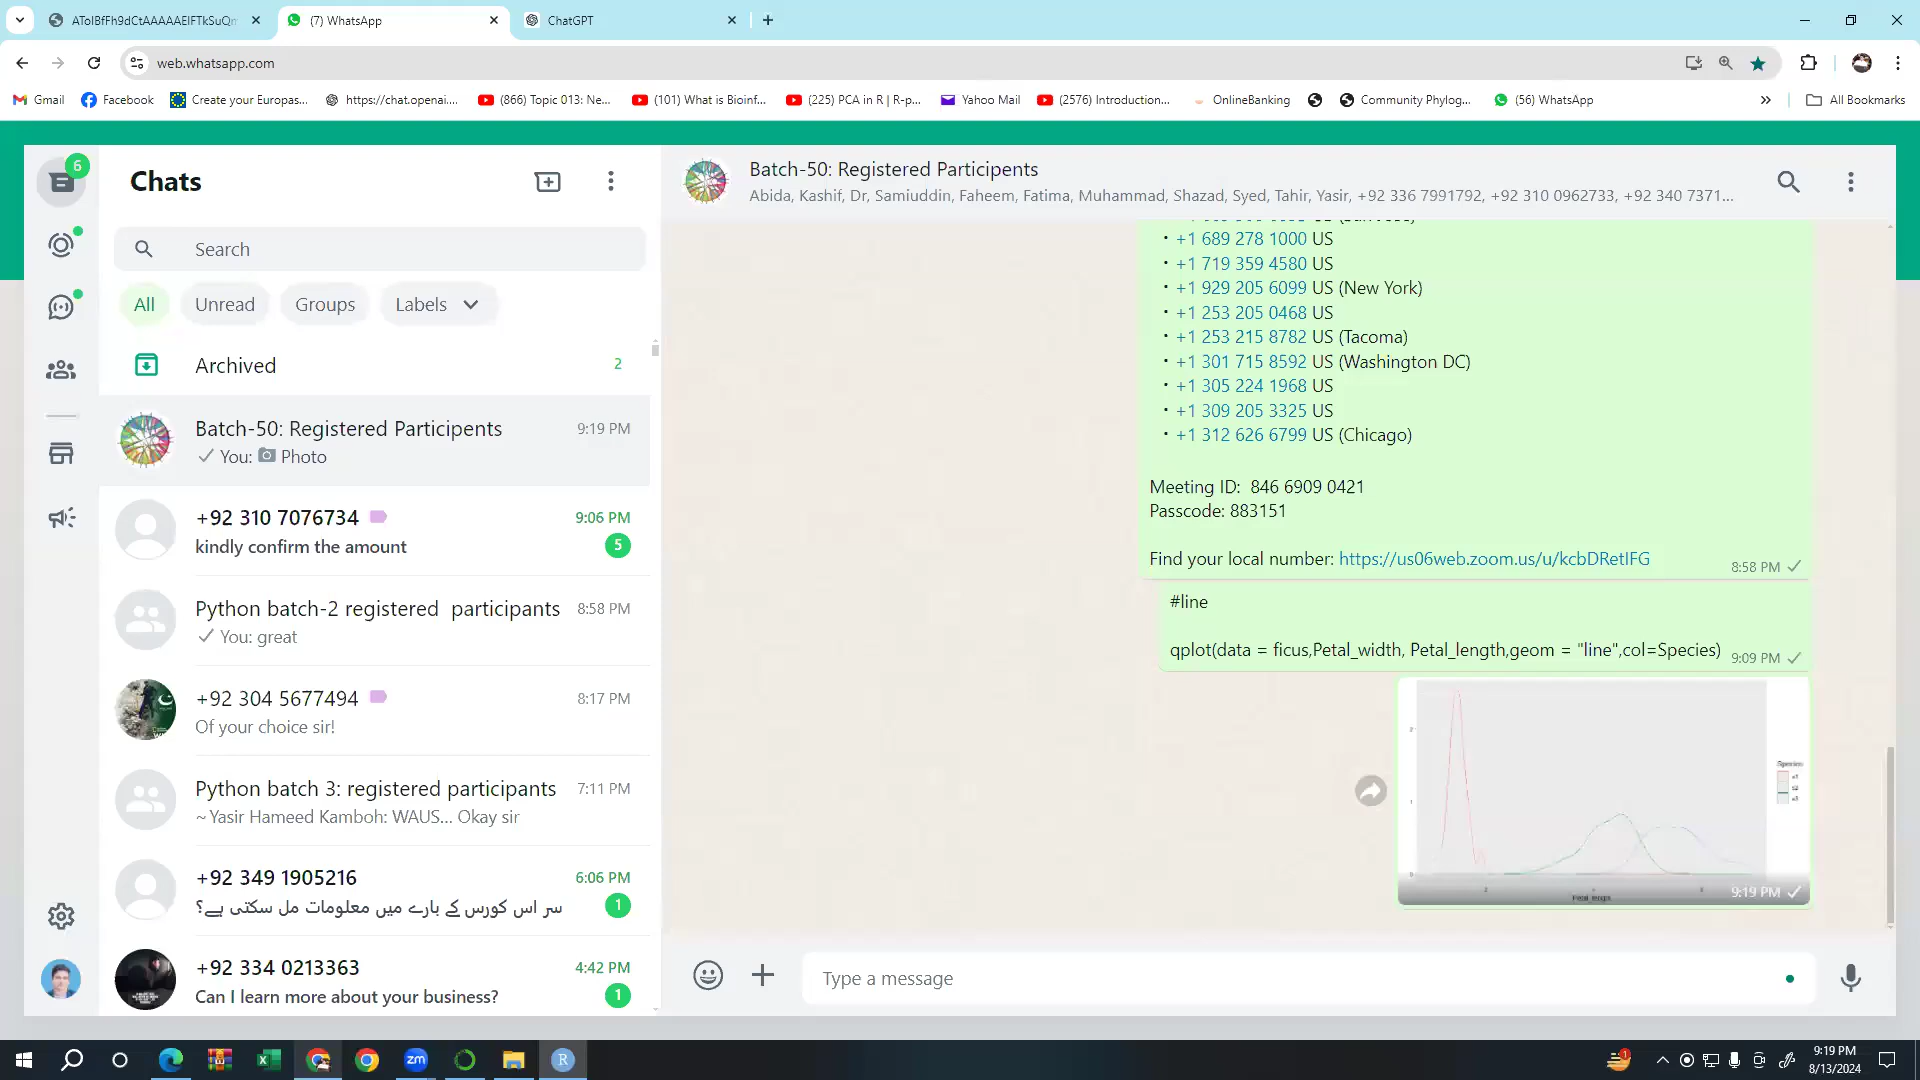 AToIBfFh9dCtAAAAAEIFTkSuQm
(7) WhatsApp
ChatGPT
web.whatsapp.com
Gmail
Facebook
Create your Europas...
https://chat.openai....
(866) Topic 013: Ne...
(101) What is Bioinf...
(225) PCA in R | R-p...
Yahoo Mail
(2576) Introduction...
OnlineBanking
Community Phylog...
(56) WhatsApp
All Bookmarks
6
Chats
Search
All
Unread
Groups
Labels
Archived
2
Batch-50: Registered Participents
9:19 PM
You: Photo
+92 310 7076734
9:06 PM
kindly confirm the amount
5
Python batch-2 registered participants
8:58 PM
You: great
+92 304 5677494
8:17 PM
Of your choice sir!
Python batch 3: registered participants
7:11 PM
~ Yasir Hameed Kamboh: WAUS... Okay sir
+92 349 1905216
6:06 PM
سر اس کورس کے بارے میں معلومات مل سکتی ہے؟
1
+92 334 0213363
4:42 PM
Can I learn more about your business?
1
Batch-50: Registered Participents
Abida, Kashif, Dr, Samiuddin, Faheem, Fatima, Muhammad, Shazad, Syed, Tahir, Yasir, +92 336 7991792, +92 310 0962733, +92 340 7371...
• +1 689 278 1000 US
• +1 719 359 4580 US
• +1 929 205 6099 US (New York)
• +1 253 205 0468 US
• +1 253 215 8782 US (Tacoma)
• +1 301 715 8592 US (Washington DC)
• +1 305 224 1968 US
• +1 309 205 3325 US
• +1 312 626 6799 US (Chicago)
Meeting ID: 846 6909 0421
Passcode: 883151
Find your local number: https://us06web.zoom.us/u/kcbDRetIFG
8:58 PM
#line
qplot(data = ficus,Petal_width, Petal_length,geom = "line",col=Species)
9:09 PM
Species
s1
s2
s3
Petal_length
9:19 PM
Type a message
zm
R
1
9:19 PM
8/13/2024